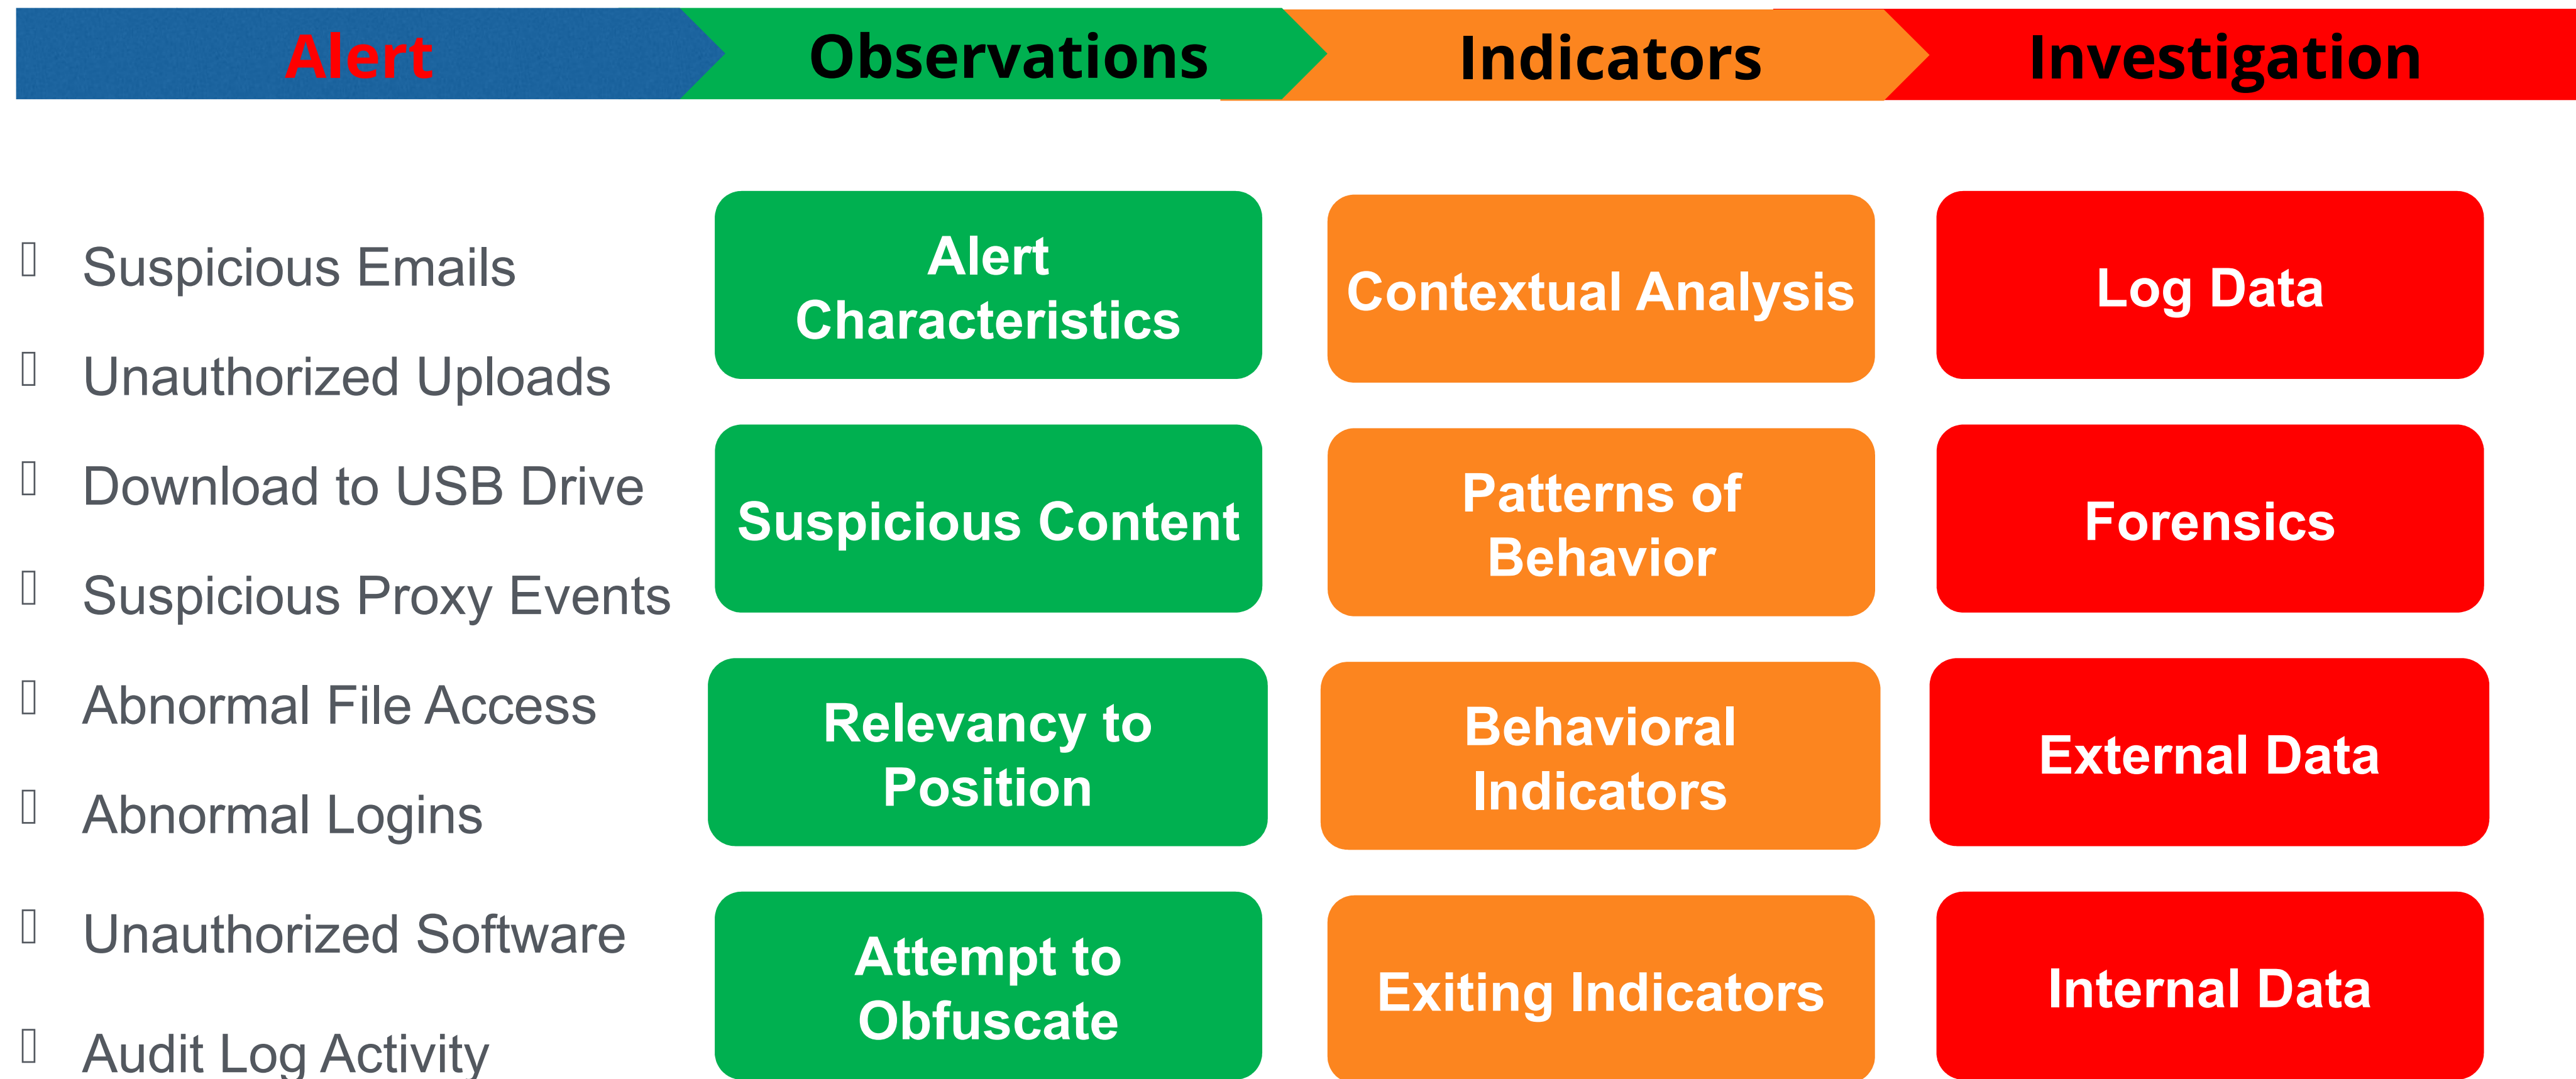 Alert
Observations
Indicators
Investigation
Suspicious Emails
Unauthorized Uploads
Download to USB Drive
Suspicious Proxy Events
Abnormal File Access
Abnormal Logins
Unauthorized Software
Audit Log Activity
Alert
Characteristics
Suspicious Content
Relevancy to
Position
Attempt to
Obfuscate
Contextual Analysis
Patterns of
Behavior
Behavioral
Indicators
Exiting Indicators
Log Data
Forensics
External Data
Internal Data